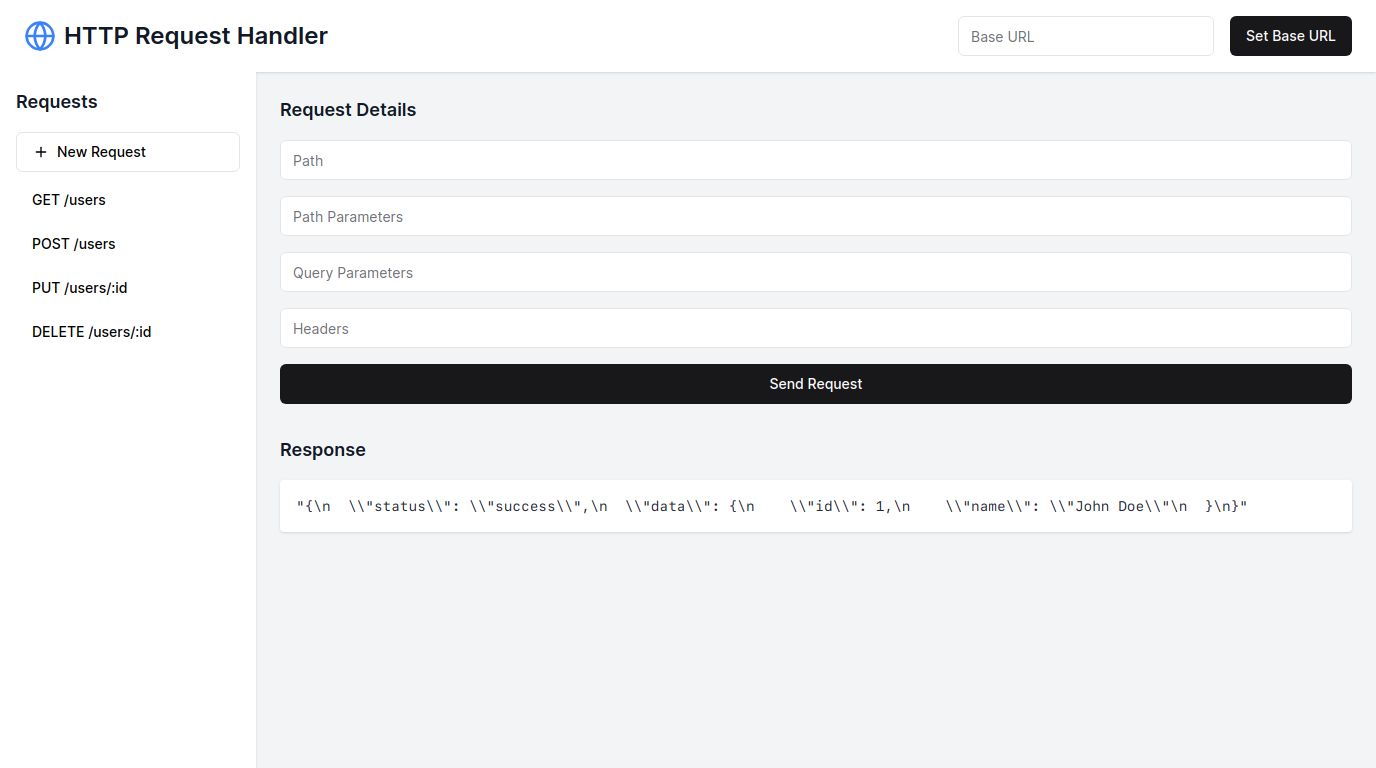 HTTP Request Handler
Base URL
Set Base URL
Requests
New Request
GET /users
POST /users
PUT /users/:id
DELETE /users/:id
Request Details
Path
Path Parameters
Query Parameters
Headers
Send Request
Response
"{\n  \\"status\\": \\"success\\",\n  \\"data\\": {\n    \\"id\\": 1,\n    \\"name\\": \\"John Doe\\"\n  }\n}"